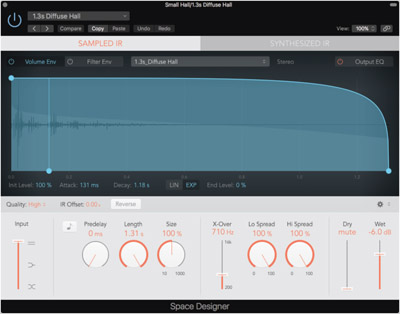 Small Hall/1.3s Diffuse Hall
1.3s Diffuse Hall
Compare Copy Paste Undo Redo View: 100%
SAMPLED IR SYNTHESIZED IR
Volume Env Filter Env 1.3s_Diffuse Hall Stereo Output EQ
Init Level: 100 % Attack: 131 ms Decay: 1.18 s LIN EXP End Level: 0 %
Quality: High IR Offset: 0.00 s Reverse
Input Predelay Length Size X-Over Lo Spread Hi Spread Dry Wet
0 ms 1.31 s 100 % 710 Hz 100 % 100 % mute -6.0 dB
10 1000 0 100 0 100
200
Space Designer